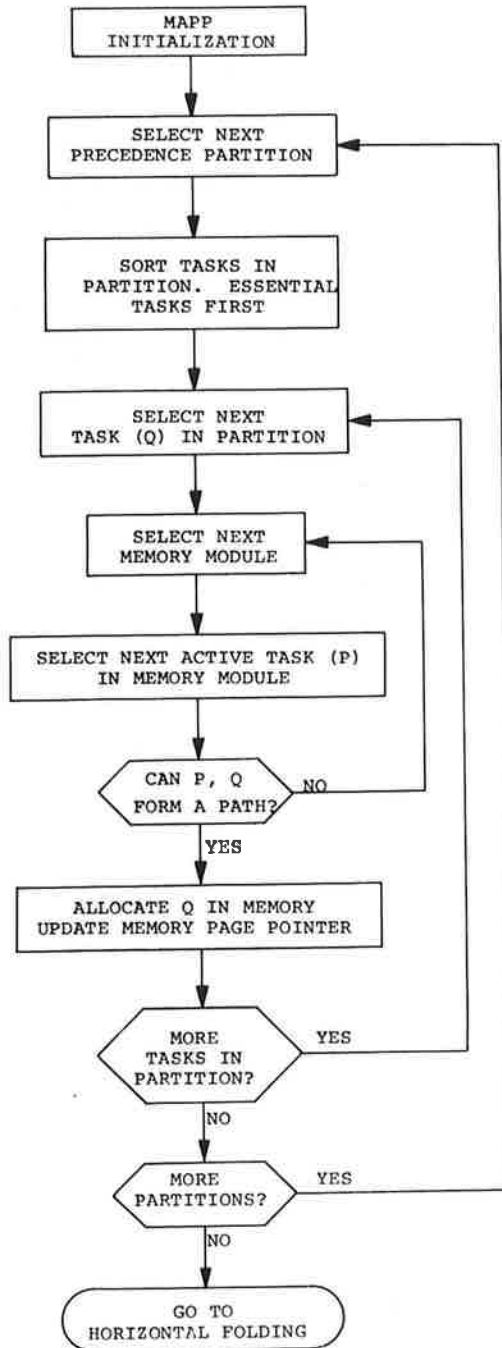 MAPP
INITIALIZATION
SELECT NEXT
PRECEDENCE PARTITION
SORT TASKS IN
PARTITION. ESSENTIAL
TASKS FIRST
SELECT NEXT
TASK (Q) IN PARTITION
SELECT NEXT
MEMORY MODULE
SELECT NEXT ACTIVE TASK (P)
IN MEMORY MODULE
CAN P, Q
FORM A PATH?
NO
YES
ALLOCATE Q IN MEMORY
UPDATE MEMORY PAGE POINTER
MORE
TASKS IN
PARTITION?
YES
NO
MORE
PARTITIONS?
YES
NO
GO TO
HORIZONTAL FOLDING